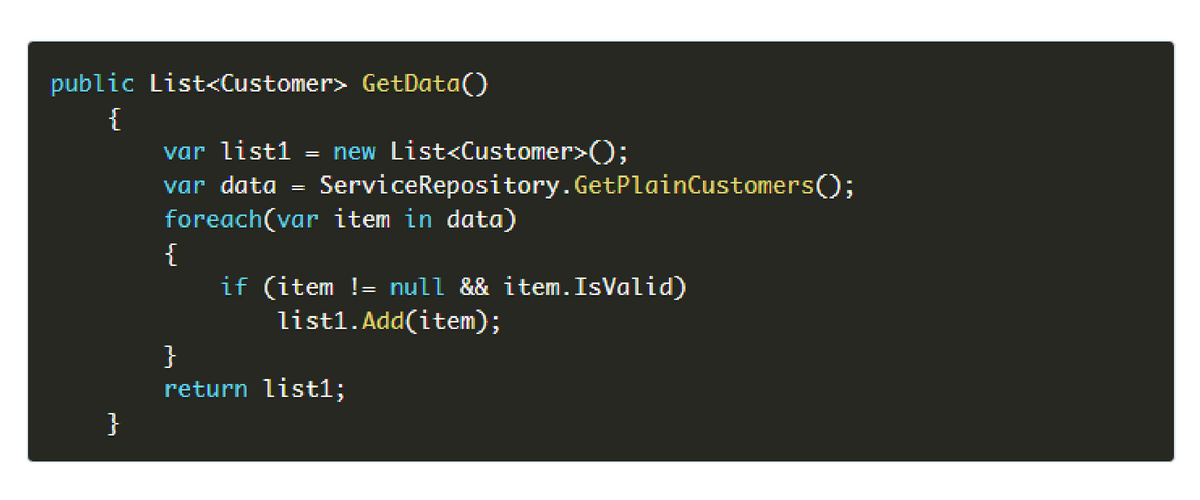 public List<Customer> GetData()
{
var list1 = new List<Customer>();
var data = ServiceRepository.GetPlainCustomers();
foreach(var item in data)
{
if (item != null && item.IsValid)
list1.Add(item);
}
return list1;
}